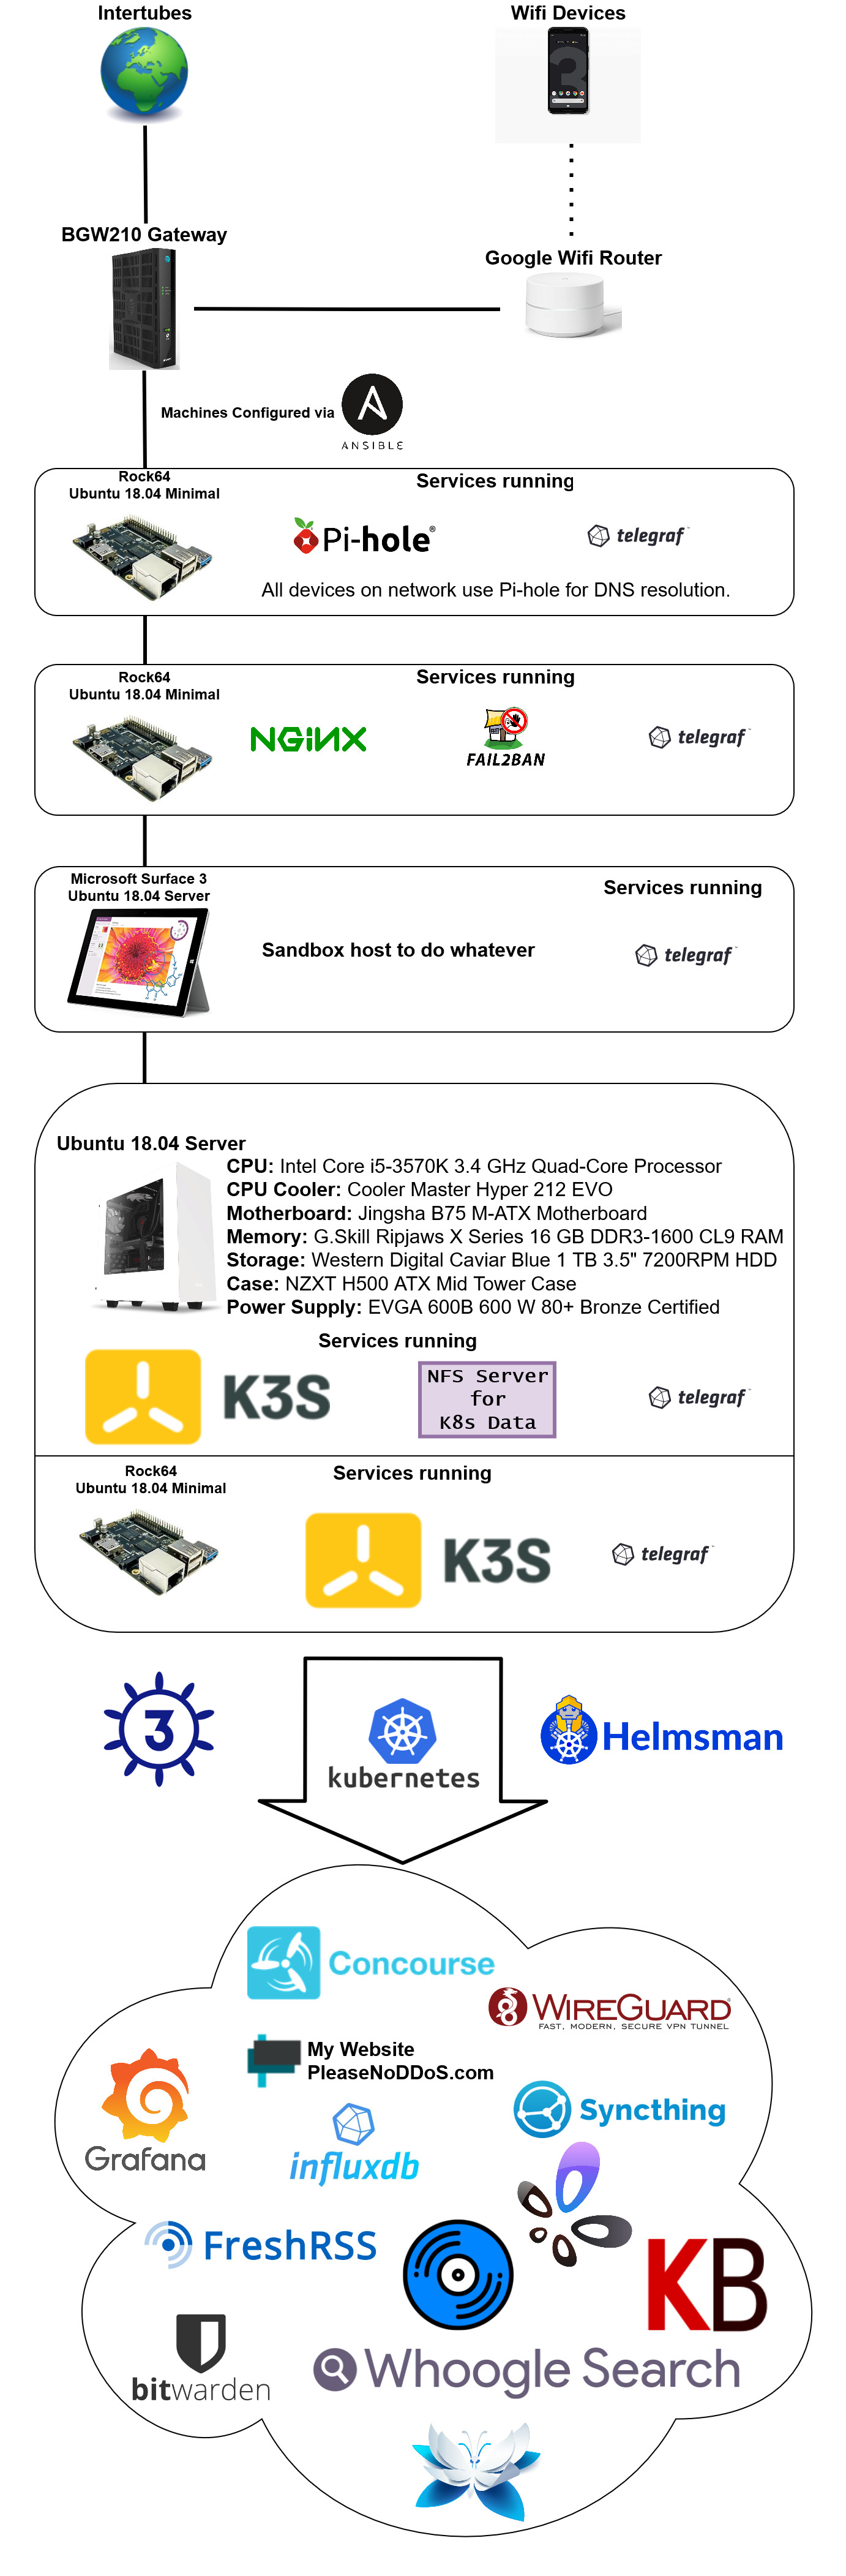 Intertubes
Wifi Devices
BGW210 Gateway
Google Wifi Router
Machines Configured via
ANSIBLE
Rock64
Ubuntu 18.04 Minimal
Services running
Pi-hole®
telegraf
All devices on network use Pi-hole for DNS resolution.
Rock64
Ubuntu 18.04 Minimal
Services running
NGiNX
FAIL2BAN
telegraf
Microsoft Surface 3
Ubuntu 18.04 Server
Services running
Sandbox host to do whatever
telegraf
Ubuntu 18.04 Server
CPU: Intel Core i5-3570K 3.4 GHz Quad-Core Processor
CPU Cooler: Cooler Master Hyper 212 EVO
Motherboard: Jingsha B75 M-ATX Motherboard
Memory: G.Skill Ripjaws X Series 16 GB DDR3-1600 CL9 RAM
Storage: Western Digital Caviar Blue 1 TB 3.5" 7200RPM HDD
Case: NZXT H500 ATX Mid Tower Case
Power Supply: EVGA 600B 600 W 80+ Bronze Certified
Services running
K3S
NFS Server
for
K8s Data
telegraf
Rock64
Ubuntu 18.04 Minimal
Services running
K3S
telegraf
3
kubernetes
Helmsman
Concourse
WIREGUARD
FAST, MODERN, SECURE VPN TUNNEL
My Website
PleaseNoDDoS.com
Grafana
Syncthing
influxdb
FreshRSS
KB
bitwarden
Whoogle Search